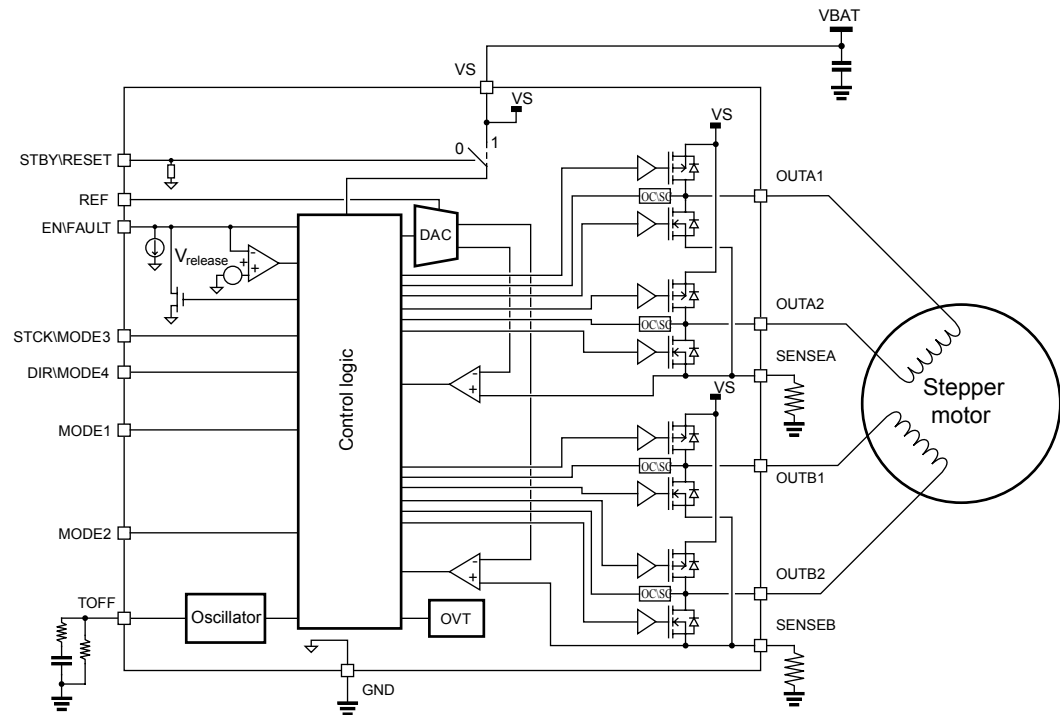 VBAT
VS
VS
VS
0
1
STBY\RESET
OUTA1
REF
OC\SC
EN\FAULT
DAC
Vrelease
-
+
+
OUTA2
OC\SC
STCK\MODE3
SENSEA
DIR\MODE4
Stepper
motor
-
+
VS
Control logic
MODE1
OC\SC
OUTB1
MODE2
-
+
OUTB2
OC\SC
TOFF
Oscillator
OVT
SENSEB
GND